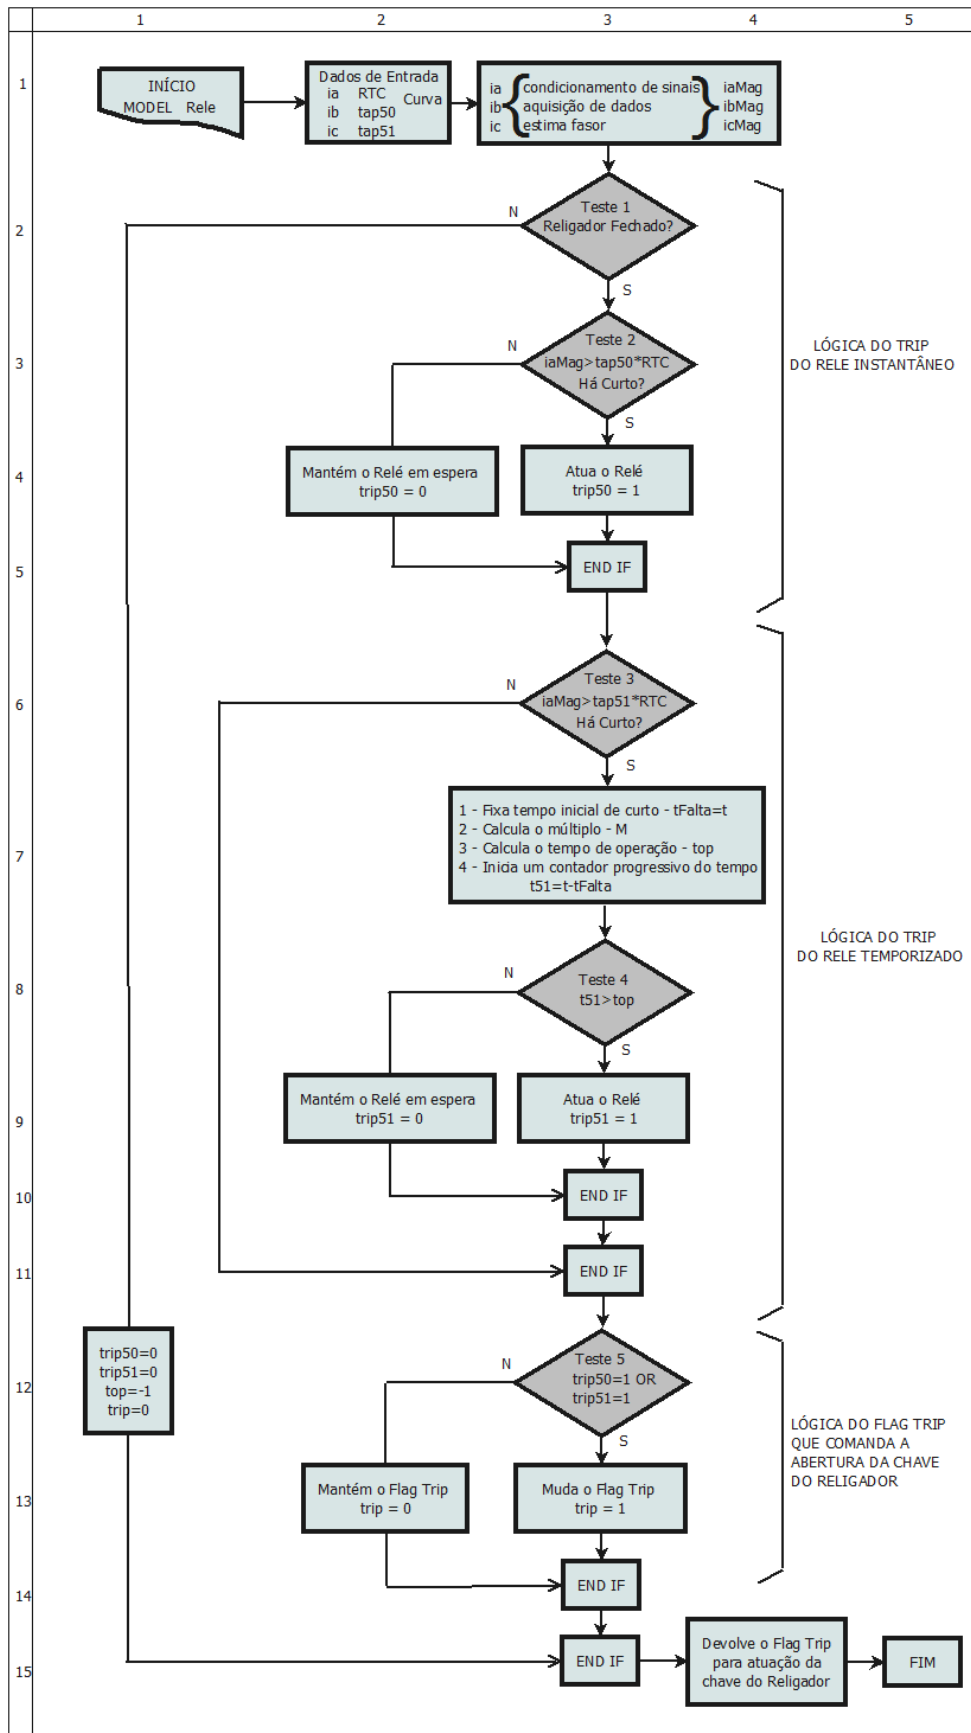 1 2 3 4 5
1
INÍCIO
MODEL Rele
Dados de Entrada
ia RTC Curva
ib tap50
ic tap51
ia condicionamento de sinais iaMag
ib aquisição de dados ibMag
ic estima fasor icMag
2
N
Teste 1
Religador Fechado?
S
3
N
Teste 2
iaMag>tap50*RTC
Há Curto?
S
LÓGICA DO TRIP
DO RELE INSTANTÂNEO
4
Mantém o Relé em espera
trip50 = 0
Atua o Relé
trip50 = 1
5
END IF
6
N
Teste 3
iaMag>tap51*RTC
Há Curto?
S
7
1 - Fixa tempo inicial de curto - tFalta=t
2 - Calcula o múltiplo - M
3 - Calcula o tempo de operação - top
4 - Inicia um contador progressivo do tempo
t51=t-tFalta
LÓGICA DO TRIP
DO RELE TEMPORIZADO
8
N
Teste 4
t51>top
S
9
Mantém o Relé em espera
trip51 = 0
Atua o Relé
trip51 = 1
10
END IF
11
END IF
12
trip50=0
trip51=0
top=-1
trip=0
N
Teste 5
trip50=1 OR
trip51=1
S
LÓGICA DO FLAG TRIP
QUE COMANDA A
ABERTURA DA CHAVE
DO RELIGADOR
13
Mantém o Flag Trip
trip = 0
Muda o Flag Trip
trip = 1
14
END IF
15
END IF
Devolve o Flag Trip
para atuação da
chave do Religador
FIM